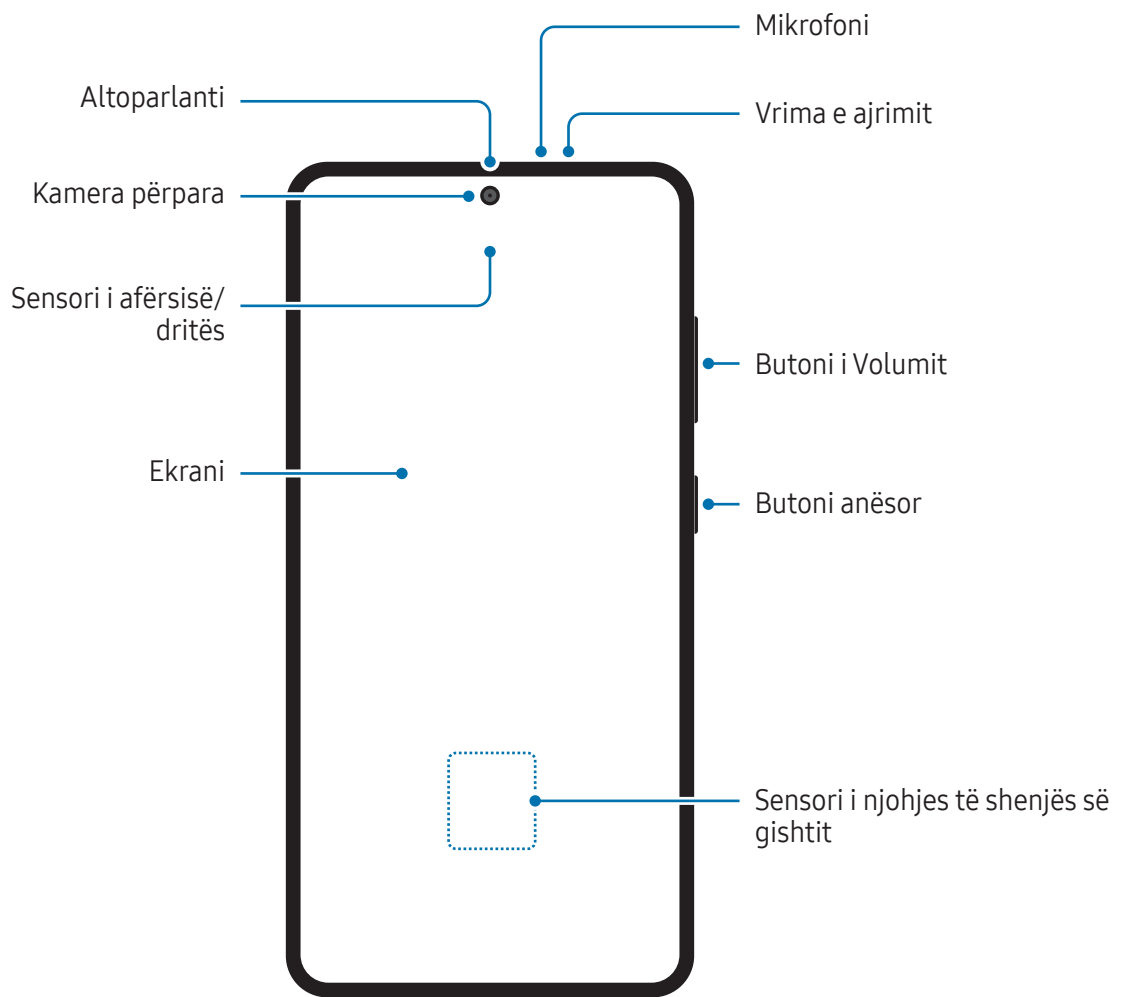 Mikrofoni
Altoparlanti
Vrima e ajrimit
Kamera përpara
Sensori i afërsisë/
dritës
Butoni i Volumit
Ekrani
Butoni anësor
Sensori i njohjes të shenjës së
gishtit